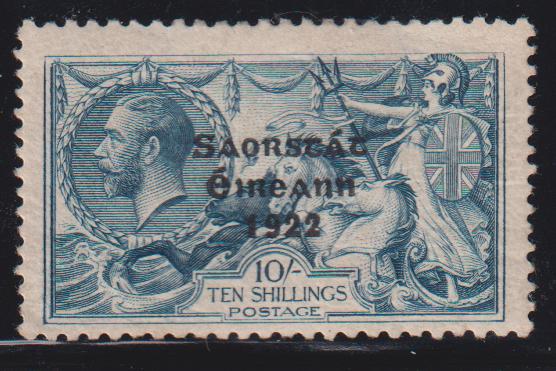 Saorstát
Éireann
1922
10/-
TEN SHILLINGS
POSTAGE